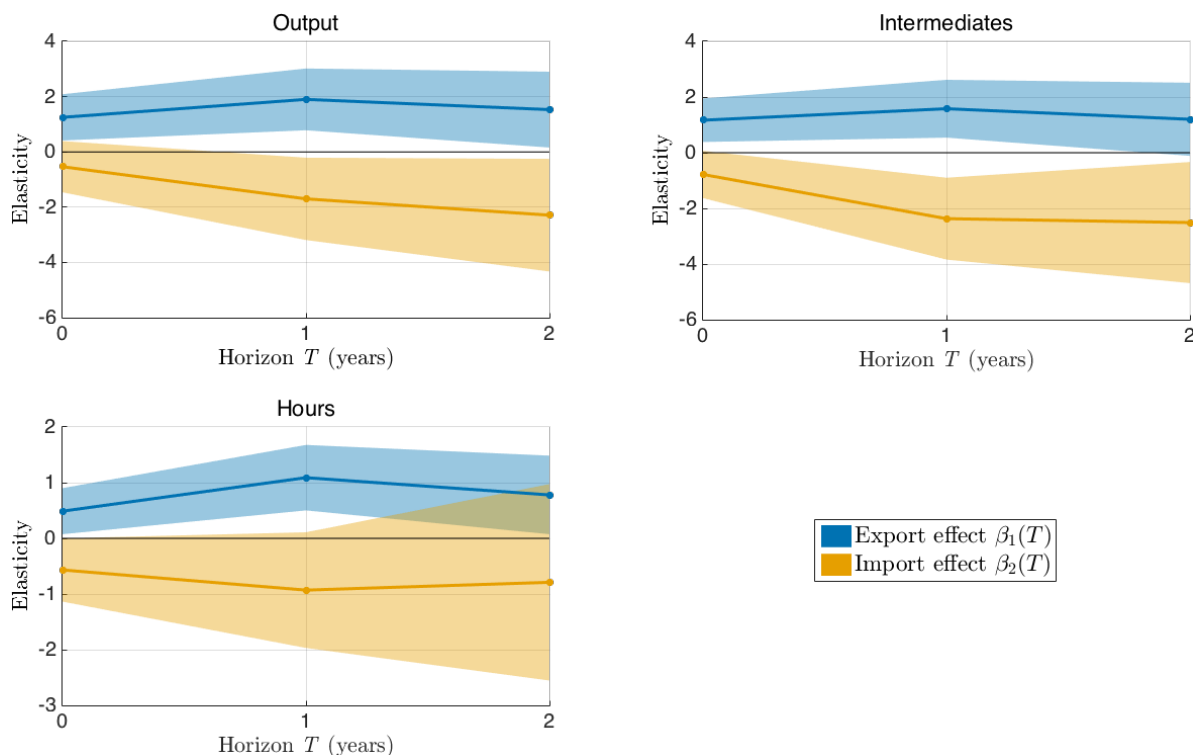 Output
4
2
0
-2
-4
-6
Elasticity
0 1 2
Horizon T (years)
Intermediates
4
2
0
-2
-4
-6
Elasticity
0 1 2
Horizon T (years)
Hours
2
1
0
-1
-2
-3
Elasticity
0 1 2
Horizon T (years)
Export effect β₁(T)
Import effect β₂(T)